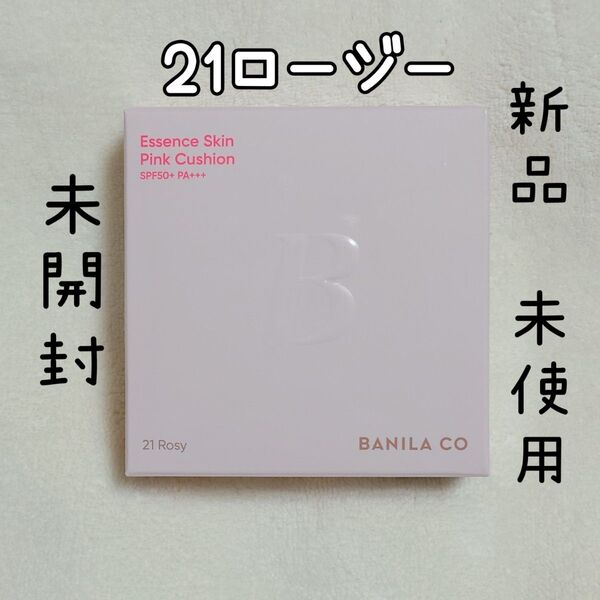 21ロージー
新品 未使用
未開封
Essence Skin
Pink Cushion
SPF50+ PA+++
B
21 Rosy
BANILA CO